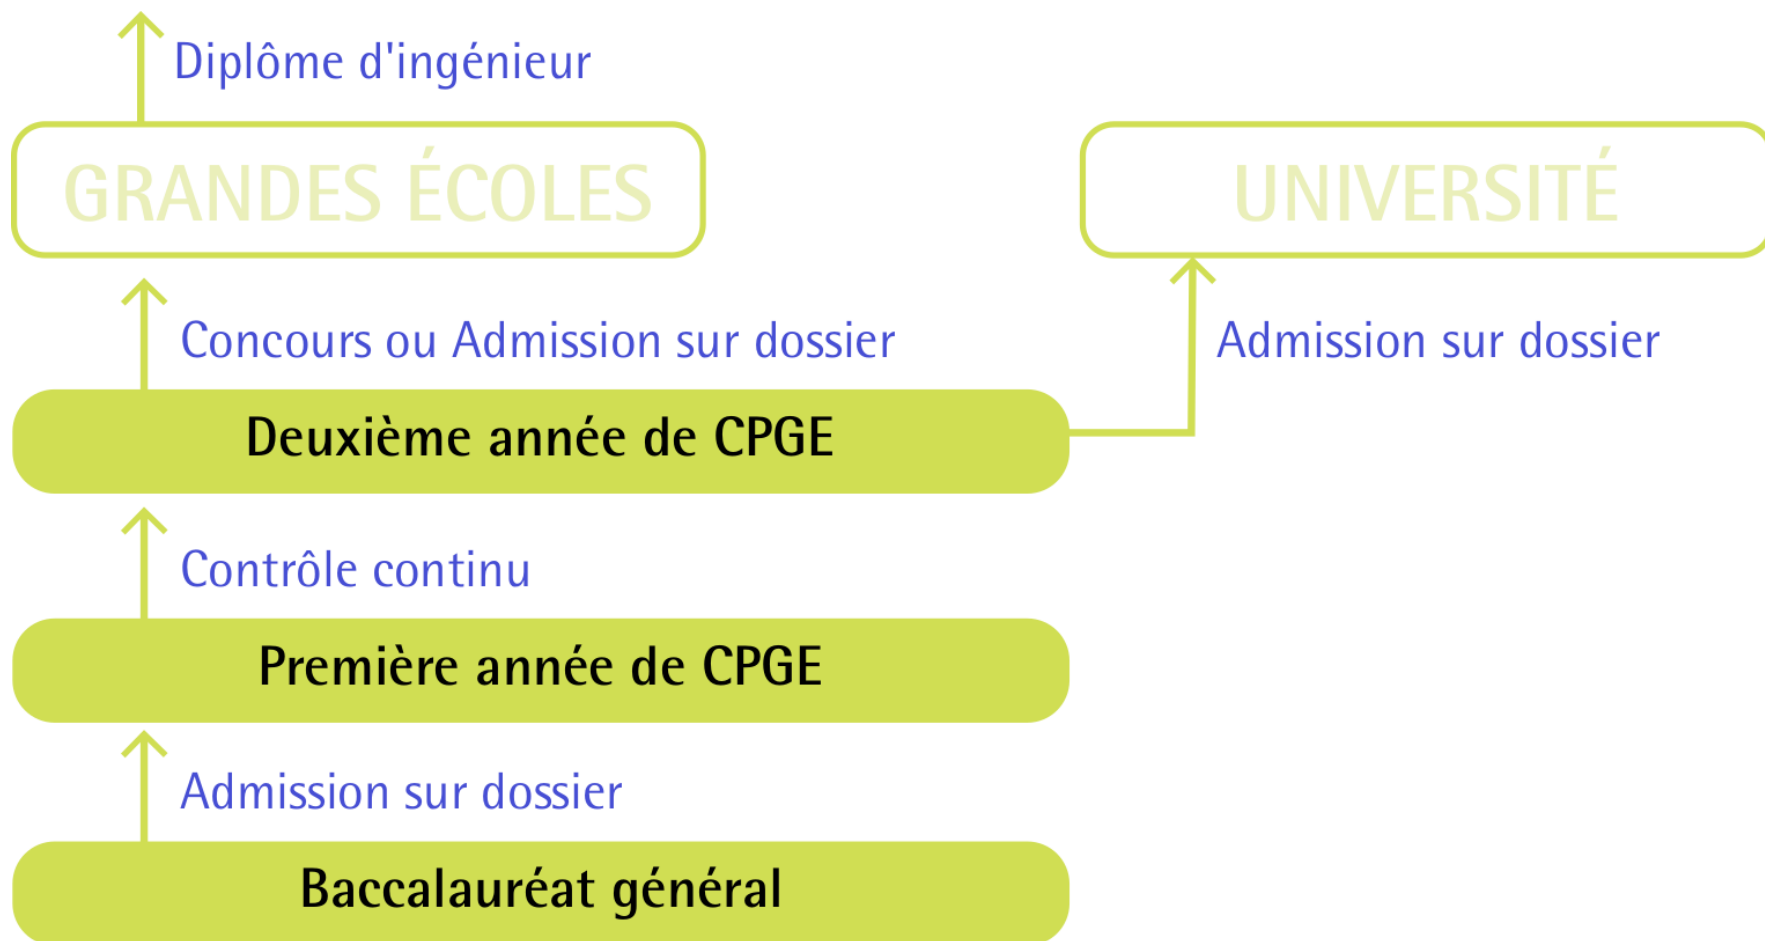 Diplôme d'ingénieur
GRANDES ÉCOLES
UNIVERSITÉ
Concours ou Admission sur dossier
Admission sur dossier
Deuxième année de CPGE
Contrôle continu
Première année de CPGE
Admission sur dossier
Baccalauréat général